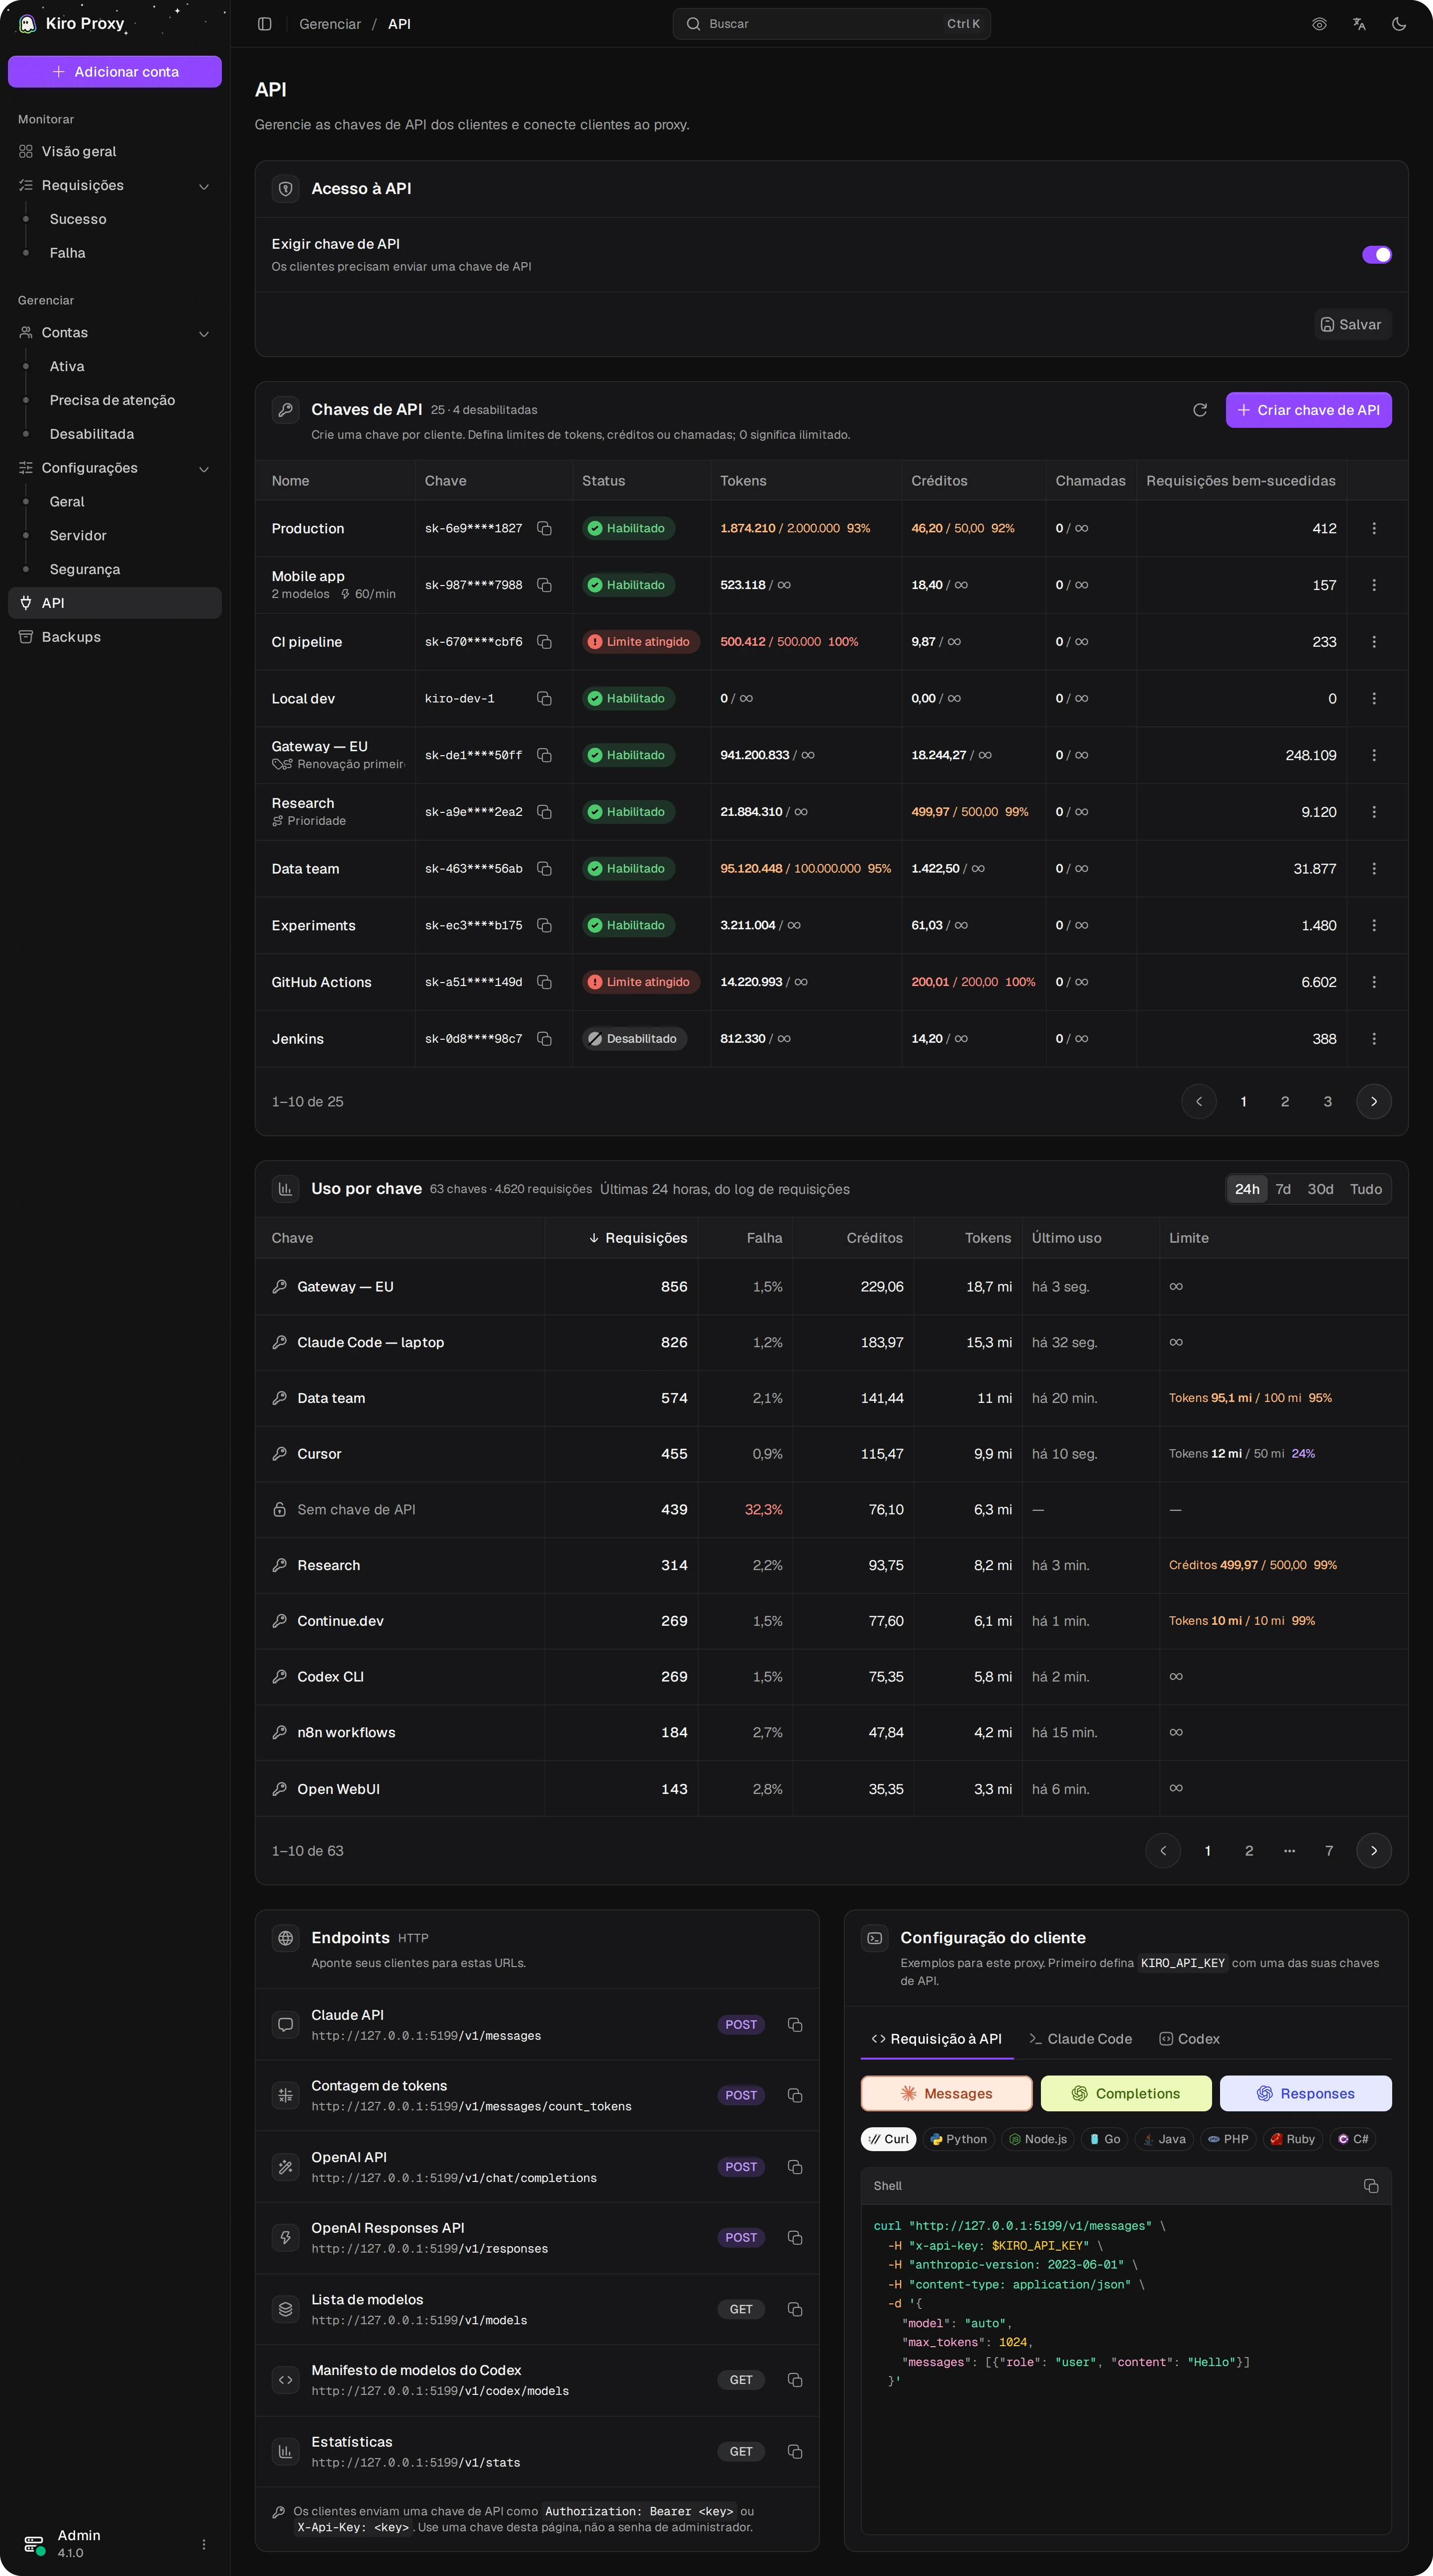 Kiro Proxy
Gerenciar / API
Buscar
Ctrl K
Adicionar conta
Monitorar
Visão geral
Requisições
Sucesso
Falha
Gerenciar
Contas
Ativa
Precisa de atenção
Desabilitada
Configurações
Geral
Servidor
Segurança
API
Backups
Admin
4.1.0
API
Gerencie as chaves de API dos clientes e conecte clientes ao proxy.
Acesso à API
Exigir chave de API
Os clientes precisam enviar uma chave de API
Salvar
Chaves de API 25 · 4 desabilitadas
Crie uma chave por cliente. Defina limites de tokens, créditos ou chamadas; 0 significa ilimitado.
Criar chave de API
Nome Chave Status Tokens Créditos Chamadas Requisições bem-sucedidas
Production sk-6e9****1827 Habilitado 1.874.210 / 2.000.000 93% 46,20 / 50,00 92% 0 / ∞ 412
Mobile app sk-987****7988 Habilitado 523.118 / ∞ 18,40 / ∞ 0 / ∞ 157
2 modelos 60/min
CI pipeline sk-670****cbf6 Limite atingido 500.412 / 500.000 100% 9,87 / ∞ 0 / ∞ 233
Local dev kiro-dev-1 Habilitado 0 / ∞ 0,00 / ∞ 0
Gateway — EU sk-de1****50ff Habilitado 941.200.833 / ∞ 18.244,27 / ∞ 0 / ∞ 248.109
Renovação primeir
Research sk-a9e****2ea2 Habilitado 21.884.310 / ∞ 499,97 / 500,00 99% 0 / ∞ 9.120
Prioridade
Data team sk-463****56ab Habilitado 95.120.448 / 100.000.000 95% 1.422,50 / ∞ 0 / ∞ 31.877
Experiments sk-ec3****b175 Habilitado 3.211.004 / ∞ 61,03 / ∞ 0 / ∞ 1.480
GitHub Actions sk-a51****149d Limite atingido 14.220.993 / ∞ 200,01 / 200,00 100% 0 / ∞ 6.602
Jenkins sk-0d8****98c7 Desabilitado 812.330 / ∞ 14,20 / ∞ 0 / ∞ 388
1–10 de 25
1 2 3
Uso por chave 63 chaves · 4.620 requisições Últimas 24 horas, do log de requisições
24h 7d 30d Tudo
Chave ↓ Requisições Falha Créditos Tokens Último uso Limite
Gateway — EU 856 1,5% 229,06 18,7 mi há 3 seg. ∞
Claude Code — laptop 826 1,2% 183,97 15,3 mi há 32 seg. ∞
Data team 574 2,1% 141,44 11 mi há 20 min. Tokens 95,1 mi / 100 mi 95%
Cursor 455 0,9% 115,47 9,9 mi há 10 seg. Tokens 12 mi / 50 mi 24%
Sem chave de API 439 32,3% 76,10 6,3 mi — —
Research 314 2,2% 93,75 8,2 mi há 3 min. Créditos 499,97 / 500,00 99%
Continue.dev 269 1,5% 77,60 6,1 mi há 1 min. Tokens 10 mi / 10 mi 99%
Codex CLI 269 1,5% 75,35 5,8 mi há 2 min. ∞
n8n workflows 184 2,7% 47,84 4,2 mi há 15 min. ∞
Open WebUI 143 2,8% 35,35 3,3 mi há 6 min. ∞
1–10 de 63
1 2 ••• 7
Endpoints HTTP
Aponte seus clientes para estas URLs.
Claude API
http://127.0.0.1:5199/v1/messages
POST
Contagem de tokens
http://127.0.0.1:5199/v1/messages/count_tokens
POST
OpenAI API
http://127.0.0.1:5199/v1/chat/completions
POST
OpenAI Responses API
http://127.0.0.1:5199/v1/responses
POST
Lista de modelos
http://127.0.0.1:5199/v1/models
GET
Manifesto de modelos do Codex
http://127.0.0.1:5199/v1/codex/models
GET
Estatísticas
http://127.0.0.1:5199/v1/stats
GET
Os clientes enviam uma chave de API como Authorization: Bearer <key> ou
X-Api-Key: <key>. Use uma chave desta página, não a senha de administrador.
Configuração do cliente
Exemplos para este proxy. Primeiro defina KIRO_API_KEY com uma das suas chaves
de API.
Requisição à API Claude Code Codex
Messages Completions Responses
Curl Python Node.js Go Java PHP Ruby C#
Shell
curl "http://127.0.0.1:5199/v1/messages" \
-H "x-api-key: $KIRO_API_KEY" \
-H "anthropic-version: 2023-06-01" \
-H "content-type: application/json" \
-d '{
"model": "auto",
"max_tokens": 1024,
"messages": [{"role": "user", "content": "Hello"}]
}'